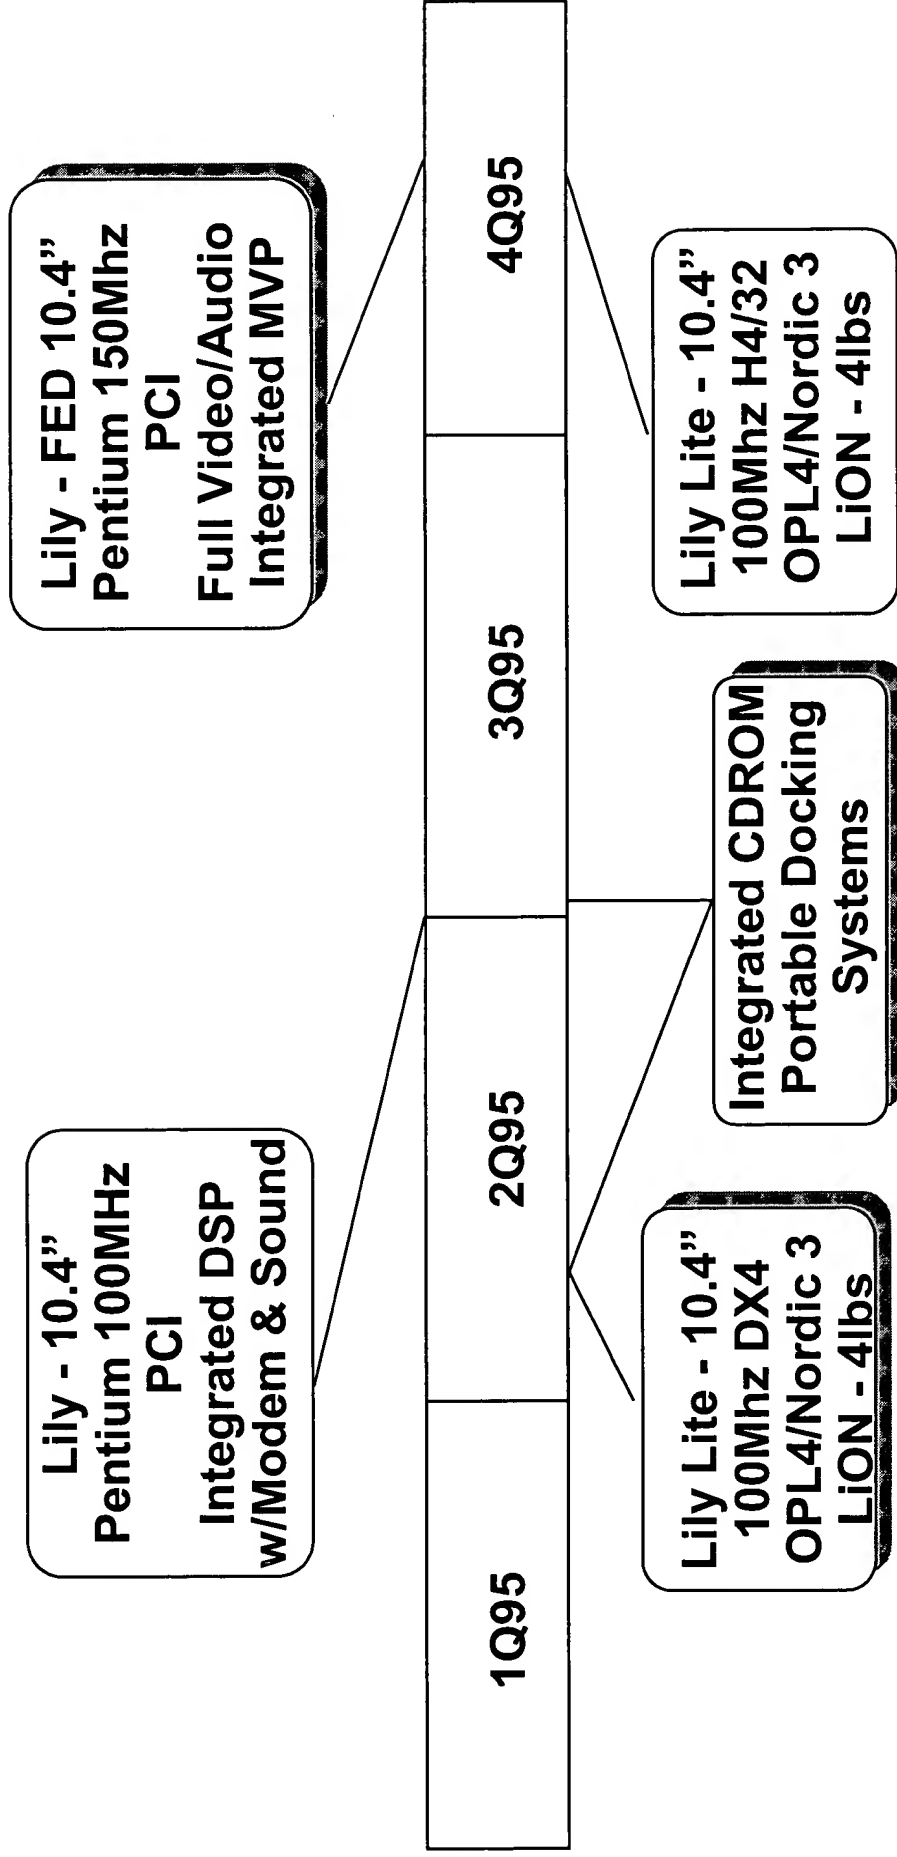 Lily - 10.4”
Pentium 100MHz
PCI
Integrated DSP
w/Modem & Sound
Lily - FED 10.4”
Pentium 150Mhz
PCI
Full Video/Audio
Integrated MVP
1Q95
2Q95
3Q95
4Q95
Lily Lite - 10.4”
100Mhz DX4
OPL4/Nordic 3
LiON - 4lbs
Integrated CDROM
Portable Docking
Systems
Lily Lite - 10.4”
100Mhz H4/32
OPL4/Nordic 3
LiON - 4lbs